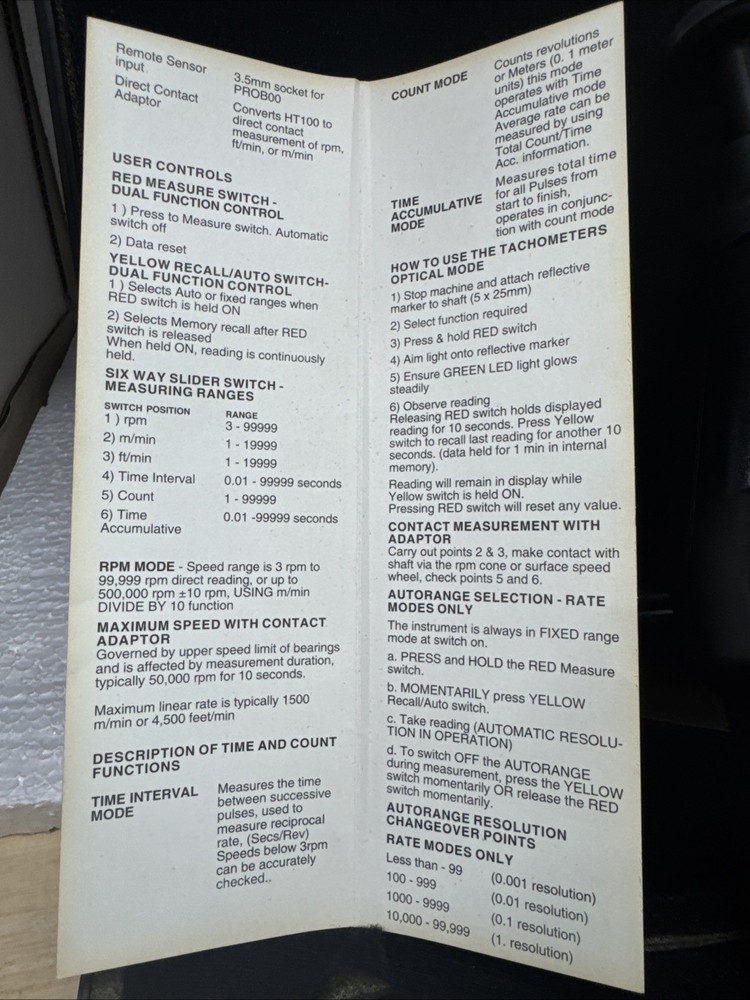 Remote Sensor
input
3.5mm socket for
PROB00
Direct Contact
Adaptor
Converts HT100 to
direct contact
measurement of rpm,
ft/min, or m/min
USER CONTROLS
RED MEASURE SWITCH -
DUAL FUNCTION CONTROL
1 ) Press to Measure switch. Automatic
switch off
2) Data reset
YELLOW RECALL/AUTO SWITCH-
DUAL FUNCTION CONTROL
1 ) Selects Auto or fixed ranges when
RED switch is held ON
2) Selects Memory recall after RED
switch is released
When held ON, reading is continuously
held.
SIX WAY SLIDER SWITCH -
MEASURING RANGES
SWITCH POSITION RANGE
1 ) rpm 3 - 99999
2) m/min 1 - 19999
3) ft/min 1 - 19999
4) Time Interval 0.01 - 99999 seconds
5) Count 1 - 99999
6) Time 0.01 -99999 seconds
Accumulative
RPM MODE - Speed range is 3 rpm to
99,999 rpm direct reading, or up to
500,000 rpm ±10 rpm, USING m/min
DIVIDE BY 10 function
MAXIMUM SPEED WITH CONTACT
ADAPTOR
Governed by upper speed limit of bearings
and is affected by measurement duration,
typically 50,000 rpm for 10 seconds.
Maximum linear rate is typically 1500
m/min or 4,500 feet/min
DESCRIPTION OF TIME AND COUNT
FUNCTIONS
TIME INTERVAL
MODE
Measures the time
between successive
pulses, used to
measure reciprocal
rate, (Secs/Rev)
Speeds below 3rpm
can be accurately
checked..
COUNT MODE
Counts revolutions
or Meters (0. 1 meter
units) this mode
operates with Time
Accumulative mode
Average rate can be
measured by using
Total Count/Time
Acc. information.
TIME
ACCUMULATIVE
MODE
Measures total time
for all Pulses from
start to finish,
operates in conjunc-
tion with count mode
HOW TO USE THE TACHOMETERS
OPTICAL MODE
1) Stop machine and attach reflective
marker to shaft (5 x 25mm)
2) Select function required
3) Press & hold RED switch
4) Aim light onto reflective marker
5) Ensure GREEN LED light glows
steadily
6) Observe reading
Releasing RED switch holds displayed
reading for 10 seconds. Press Yellow
switch to recall last reading for another 10
seconds. (data held for 1 min in internal
memory).
Reading will remain in display while
Yellow switch is held ON.
Pressing RED switch will reset any value.
CONTACT MEASUREMENT WITH
ADAPTOR
Carry out points 2 & 3, make contact with
shaft via the rpm cone or surface speed
wheel, check points 5 and 6.
AUTORANGE SELECTION - RATE
MODES ONLY
The instrument is always in FIXED range
mode at switch on.
a. PRESS and HOLD the RED Measure
switch.
b. MOMENTARILY press YELLOW
Recall/Auto switch.
c. Take reading (AUTOMATIC RESOLU-
TION IN OPERATION)
d. To switch OFF the AUTORANGE
during measurement, press the YELLOW
switch momentarily OR release the RED
switch momentarily.
AUTORANGE RESOLUTION
CHANGEOVER POINTS
RATE MODES ONLY
Less than - 99 (0.001 resolution)
100 - 999 (0.01 resolution)
1000 - 9999 (0.1 resolution)
10,000 - 99,999 (1. resolution)